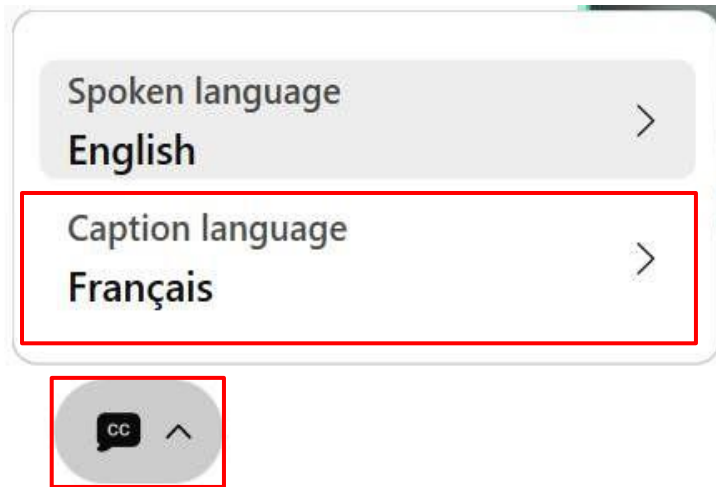 Spoken language
English
Caption language
Français
CC